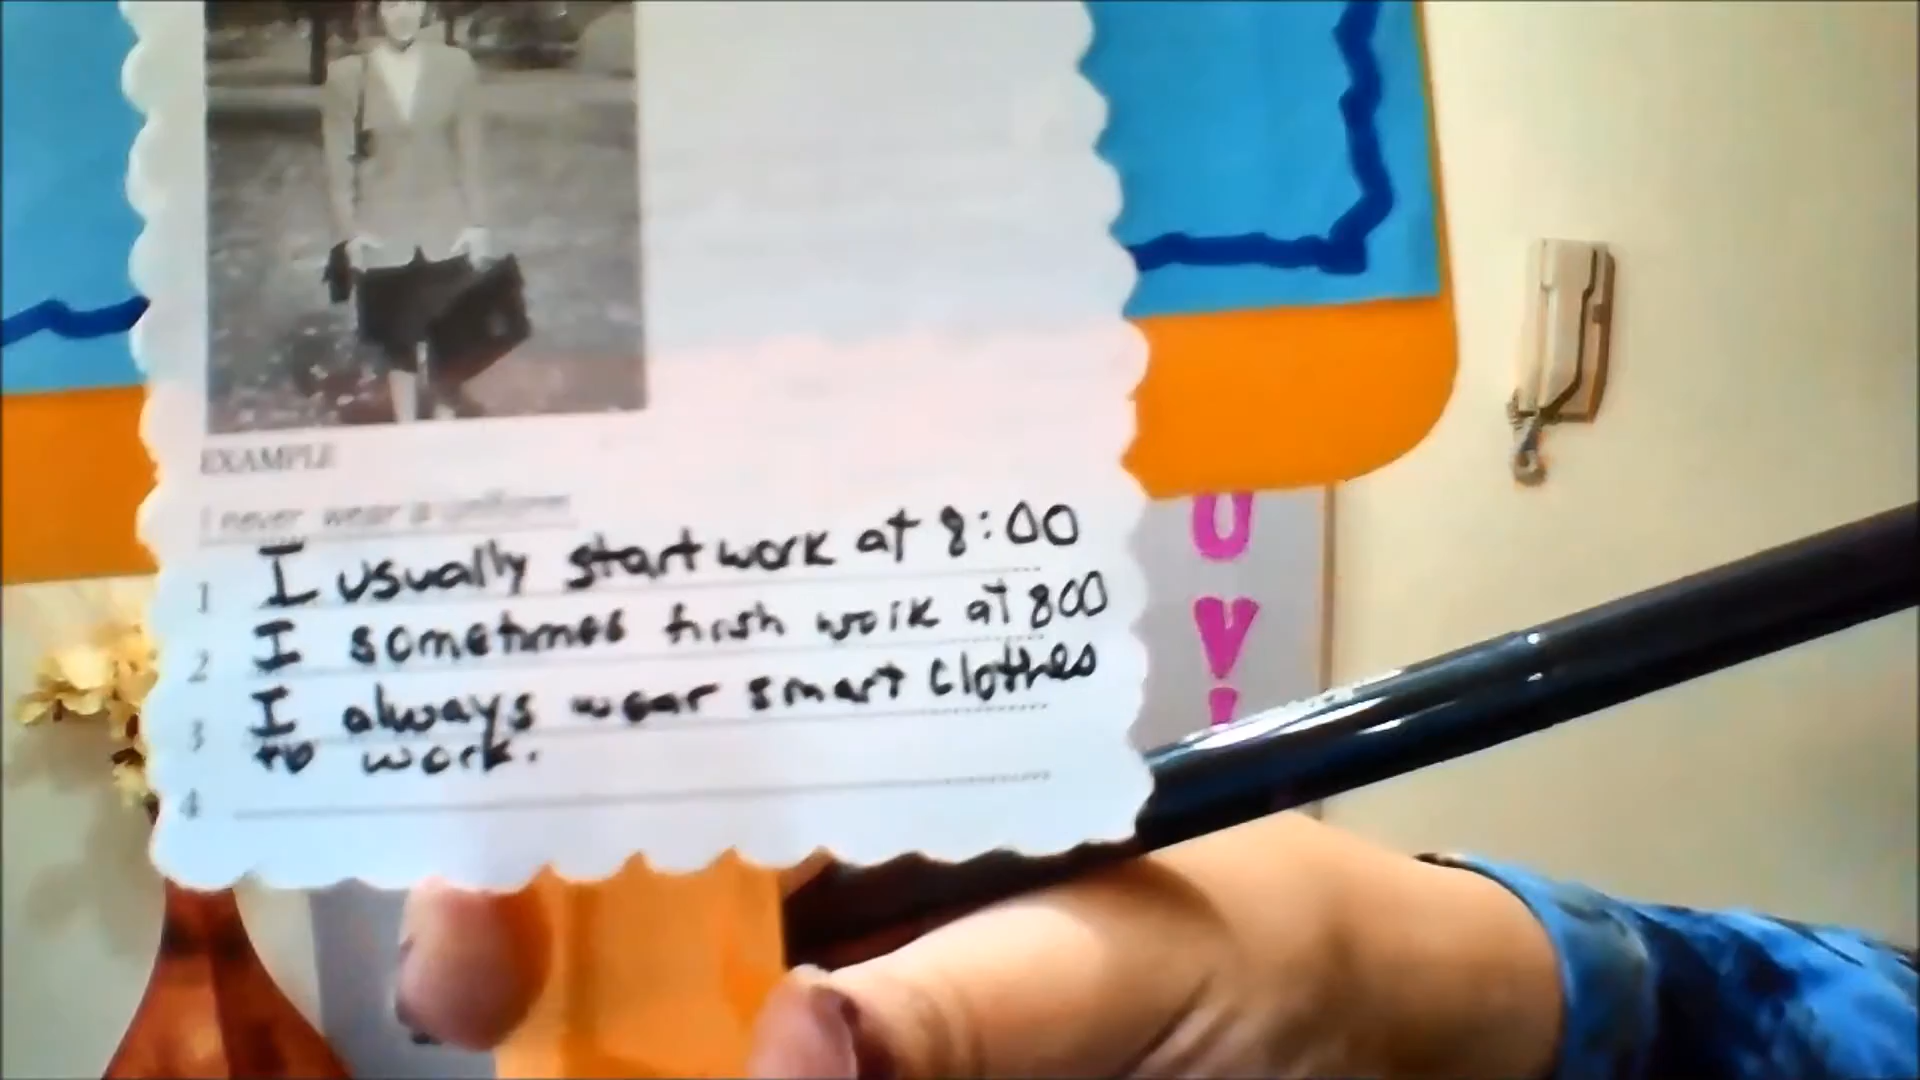 EXAMPLE
I never wear a uniform
1 I usually start work at 8:00
2 I sometimes finish work at 800
3 I always wear smart clothes
to work.
4
U
V